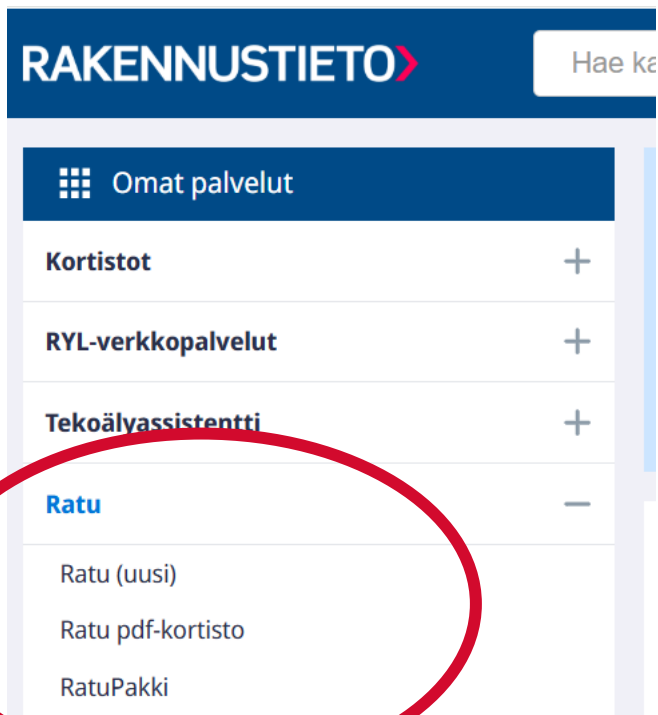 RAKENNUSTIETO
Hae ka
Omat palvelut
Kortistot
RYL-verkkopalvelut
Tekoälyassistentti
Ratu
Ratu (uusi)
Ratu pdf-kortisto
RatuPakki